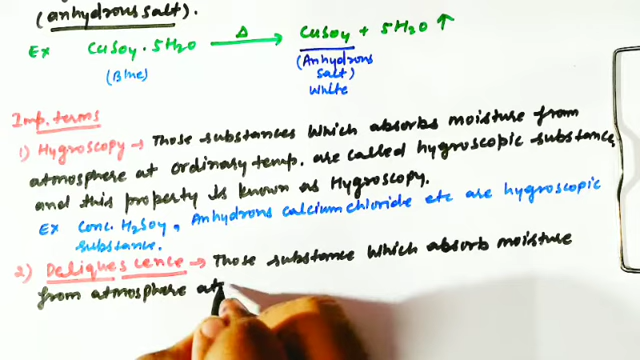 (anhydrous salt).
Ex CuSO4 · 5H2O Δ → CuSO4 + 5H2O ↑
(Blue) (Anhydrous
salt)
White
Imp. terms
1) Hygroscopy → Those substances which absorbs moisture from
atmosphere at ordinary temp. are called hygroscopic substance,
and this property is known as Hygroscopy.
Ex Conc. H2SO4, Anhydrous calcium chloride etc are hygroscopic
substance.
2) Deliquescence → Those substance which absorb moisture
from atmosphere at